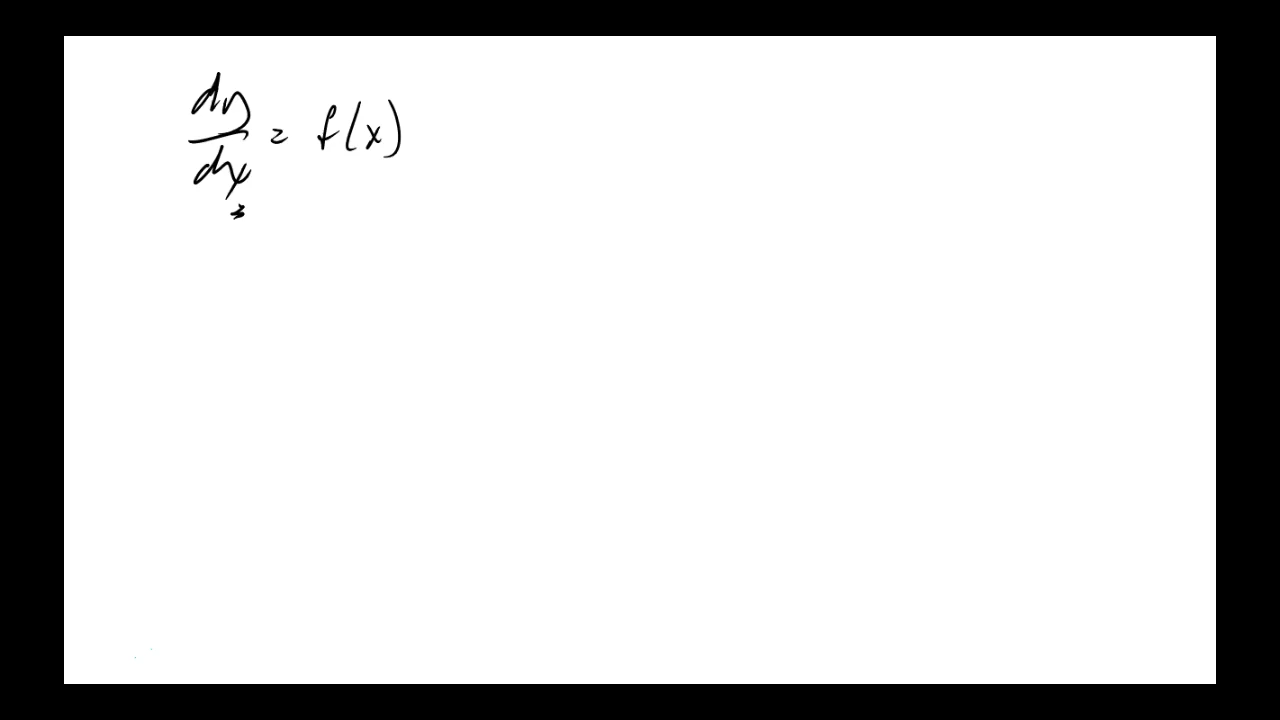 dy/dx = f(x)